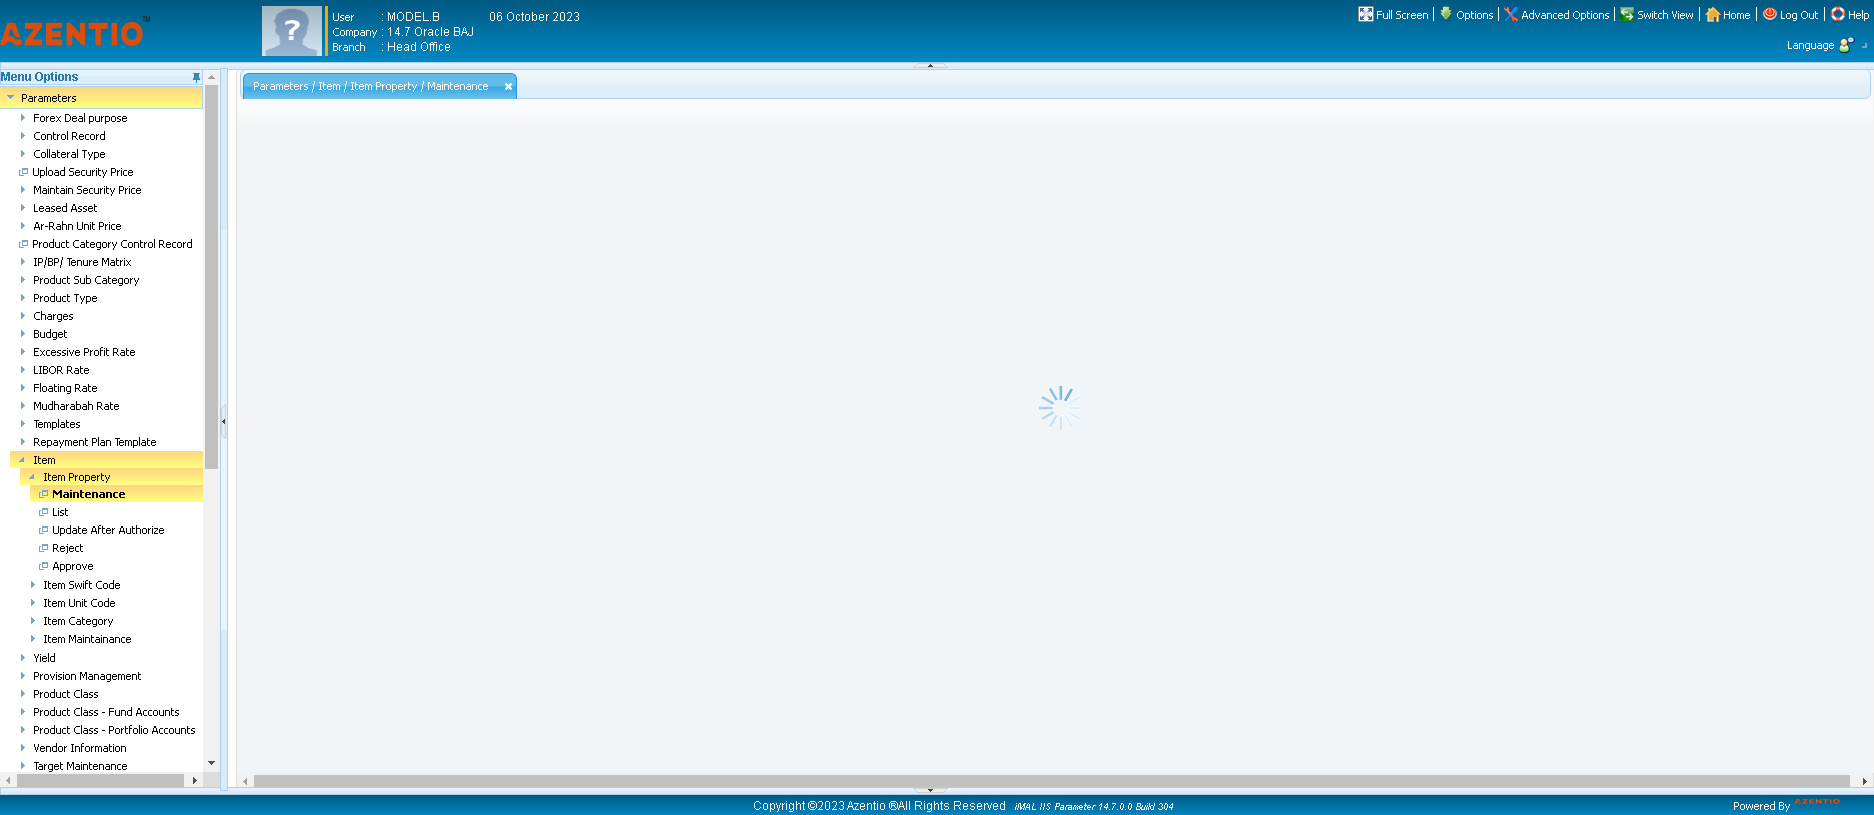 AZENTIO™
User : MODEL.B 06 October 2023
Company : 14.7 Oracle BAJ
Branch : Head Office
Full Screen | Options | Advanced Options | Switch View | Home | Log Out | Help
Language
Menu Options
Parameters
Forex Deal purpose
Control Record
Collateral Type
Upload Security Price
Maintain Security Price
Leased Asset
Ar-Rahn Unit Price
Product Category Control Record
IP/BP/ Tenure Matrix
Product Sub Category
Product Type
Charges
Budget
Excessive Profit Rate
LIBOR Rate
Floating Rate
Mudharabah Rate
Templates
Repayment Plan Template
Item
Item Property
Maintenance
List
Update After Authorize
Reject
Approve
Item Swift Code
Item Unit Code
Item Category
Item Maintainance
Yield
Provision Management
Product Class
Product Class - Fund Accounts
Product Class - Portfolio Accounts
Vendor Information
Target Maintenance
Parameters / Item / Item Property / Maintenance
Copyright ©2023 Azentio ®All Rights Reserved iMAL IIS Parameter 14.7.0.0 Build 304
Powered By AZENTIO